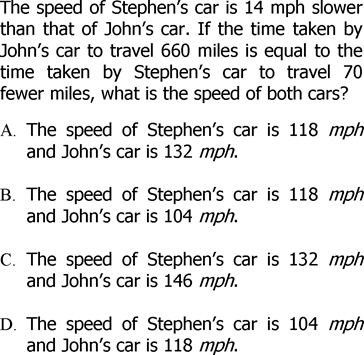 The speed of Stephen's car is 14 mph slower
than that of John's car. If the time taken by
John's car to travel 660 miles is equal to the
time taken by Stephen's car to travel 70
fewer miles, what is the speed of both cars?
A. The speed of Stephen's car is 118 mph
and John's car is 132 mph.
B. The speed of Stephen's car is 118 mph
and John's car is 104 mph.
C. The speed of Stephen's car is 132 mph
and John's car is 146 mph.
D. The speed of Stephen's car is 104 mph
and John's car is 118 mph.